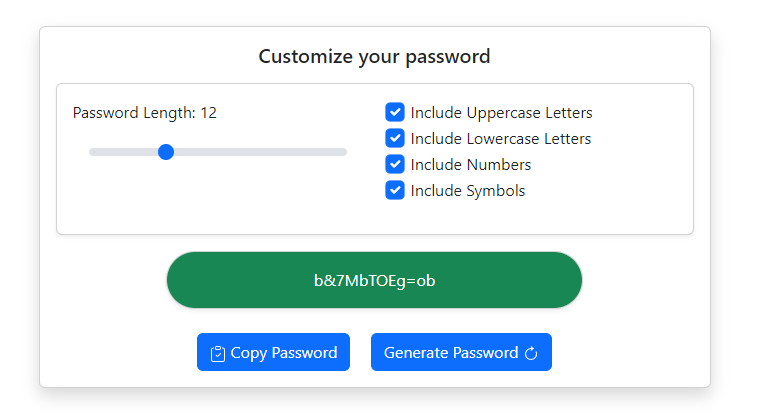 Customize your password
Password Length: 12
Include Uppercase Letters
Include Lowercase Letters
Include Numbers
Include Symbols
b&7MbTOEg=ob
Copy Password
Generate Password